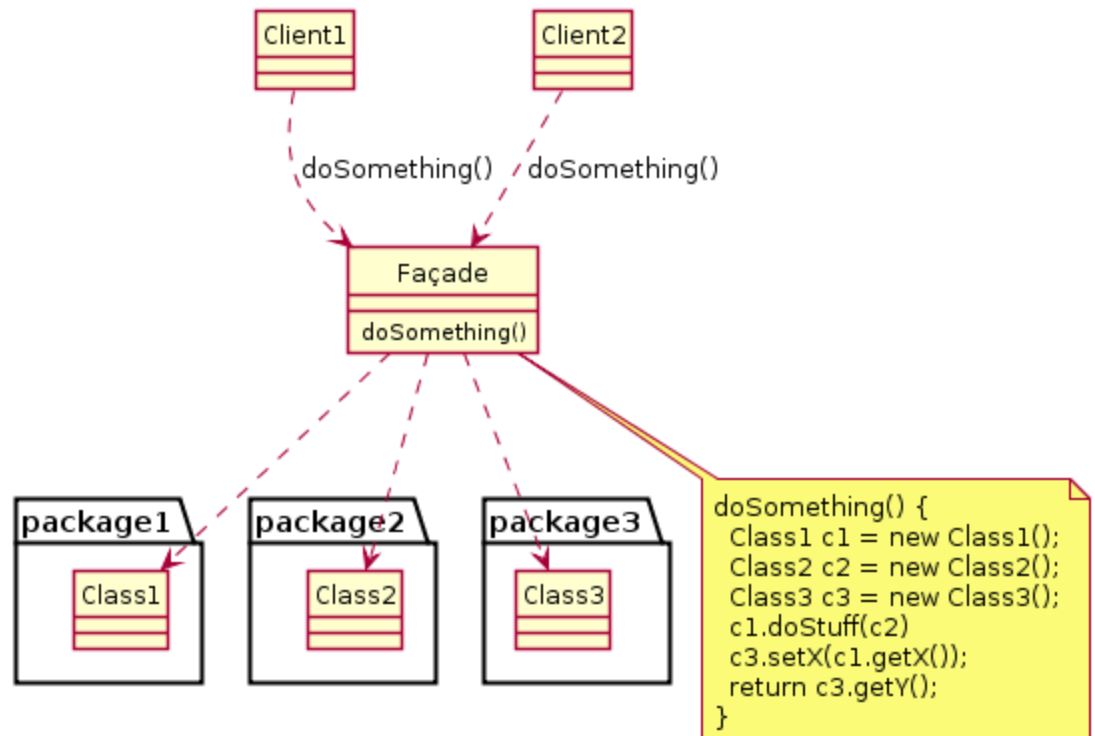 Client1
Client2
doSomething()
doSomething()
Façade
doSomething()
package1
package2
package3
Class1
Class2
Class3
doSomething() {
Class1 c1 = new Class1();
Class2 c2 = new Class2();
Class3 c3 = new Class3();
c1.doStuff(c2)
c3.setX(c1.getX());
return c3.getY();
}